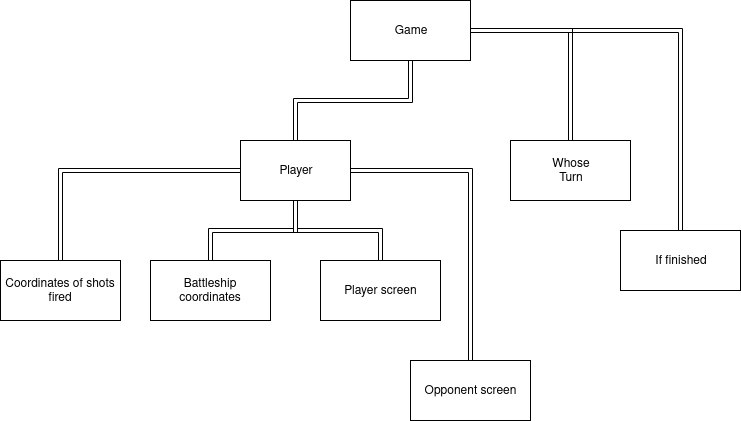 Game
Player
Whose
Turn
If finished
Coordinates of shots
fired
Battleship
coordinates
Player screen
Opponent screen